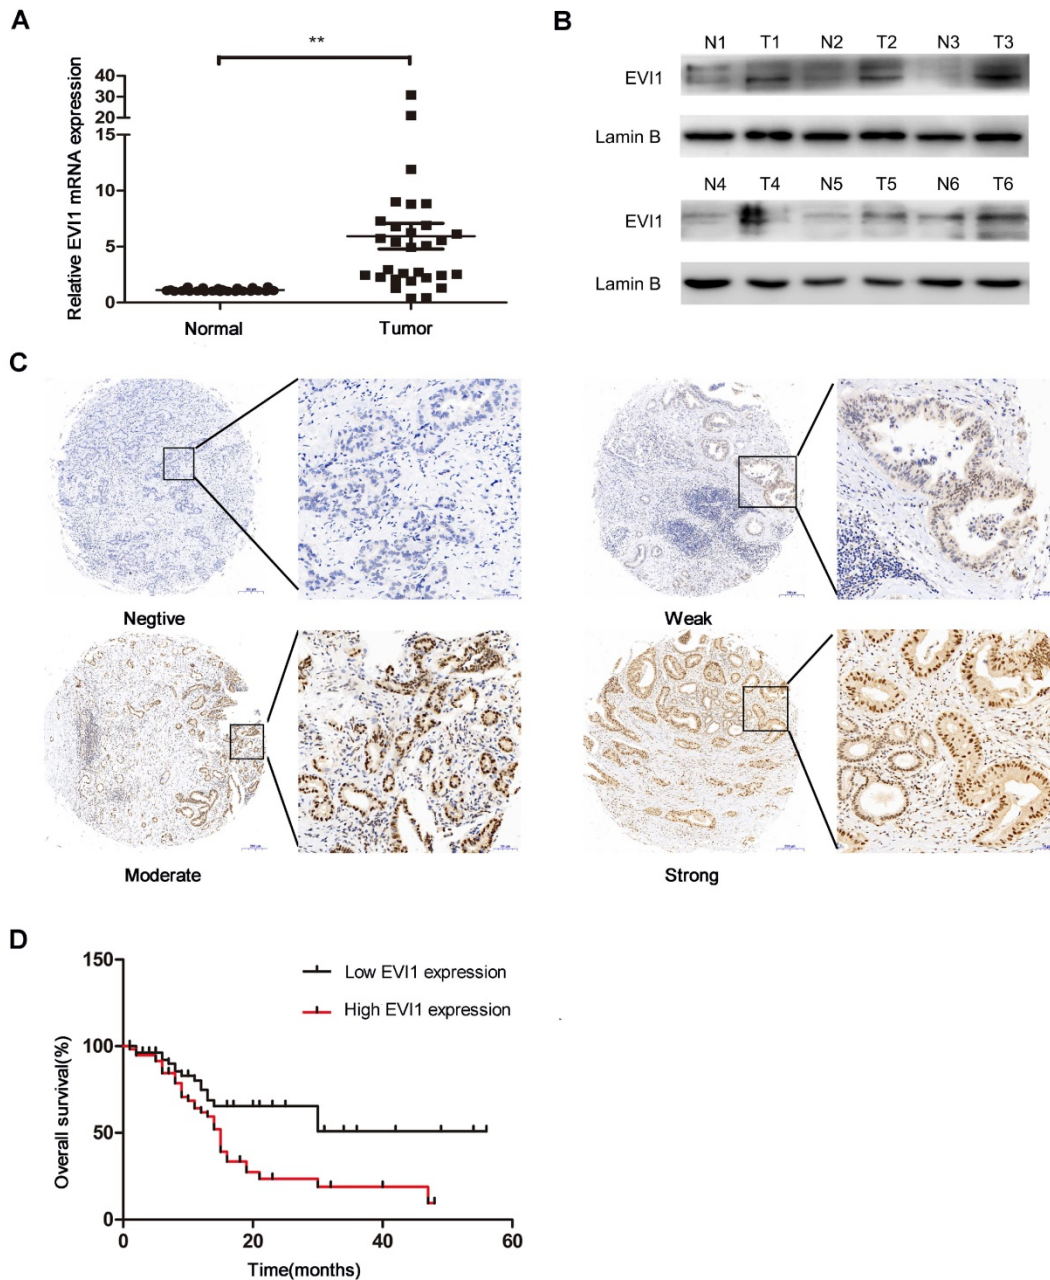 A
**
Relative EVI1 mRNA expression
40
30
20
15
10
5
0
Normal
Tumor
B
N1 T1 N2 T2 N3 T3
EVI1
Lamin B
N4 T4 N5 T5 N6 T6
EVI1
Lamin B
C
Negtive
Weak
Moderate
Strong
D
Overall survival(%)
150
100
50
0
Low EVI1 expression
High EVI1 expression
0 20 40 60
Time(months)